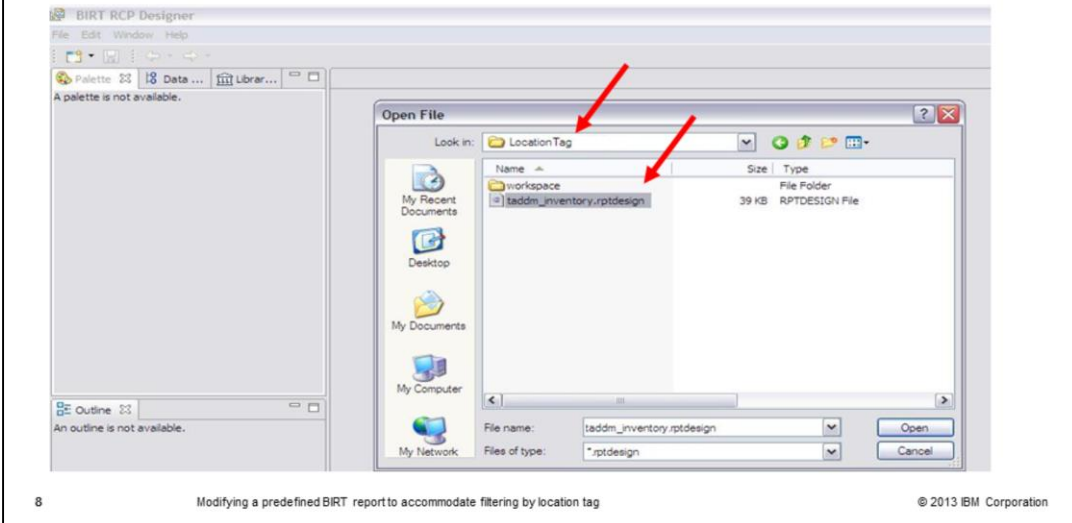 BIRT RCP Designer
File Edit Window Help
Palette Data ... Librar...
A palette is not available.
Open File
Look in: LocationTag
Name Size Type
workspace File Folder
taddm_inventory.rptdesign 39 KB RPTDESIGN File
My Recent
Documents
Desktop
My Documents
My Computer
My Network
File name: taddm_inventory.rptdesign Open
Files of type: *.rptdesign Cancel
Outline
An outline is not available.
8 Modifying a predefined BIRT report to accommodate filtering by location tag © 2013 IBM Corporation